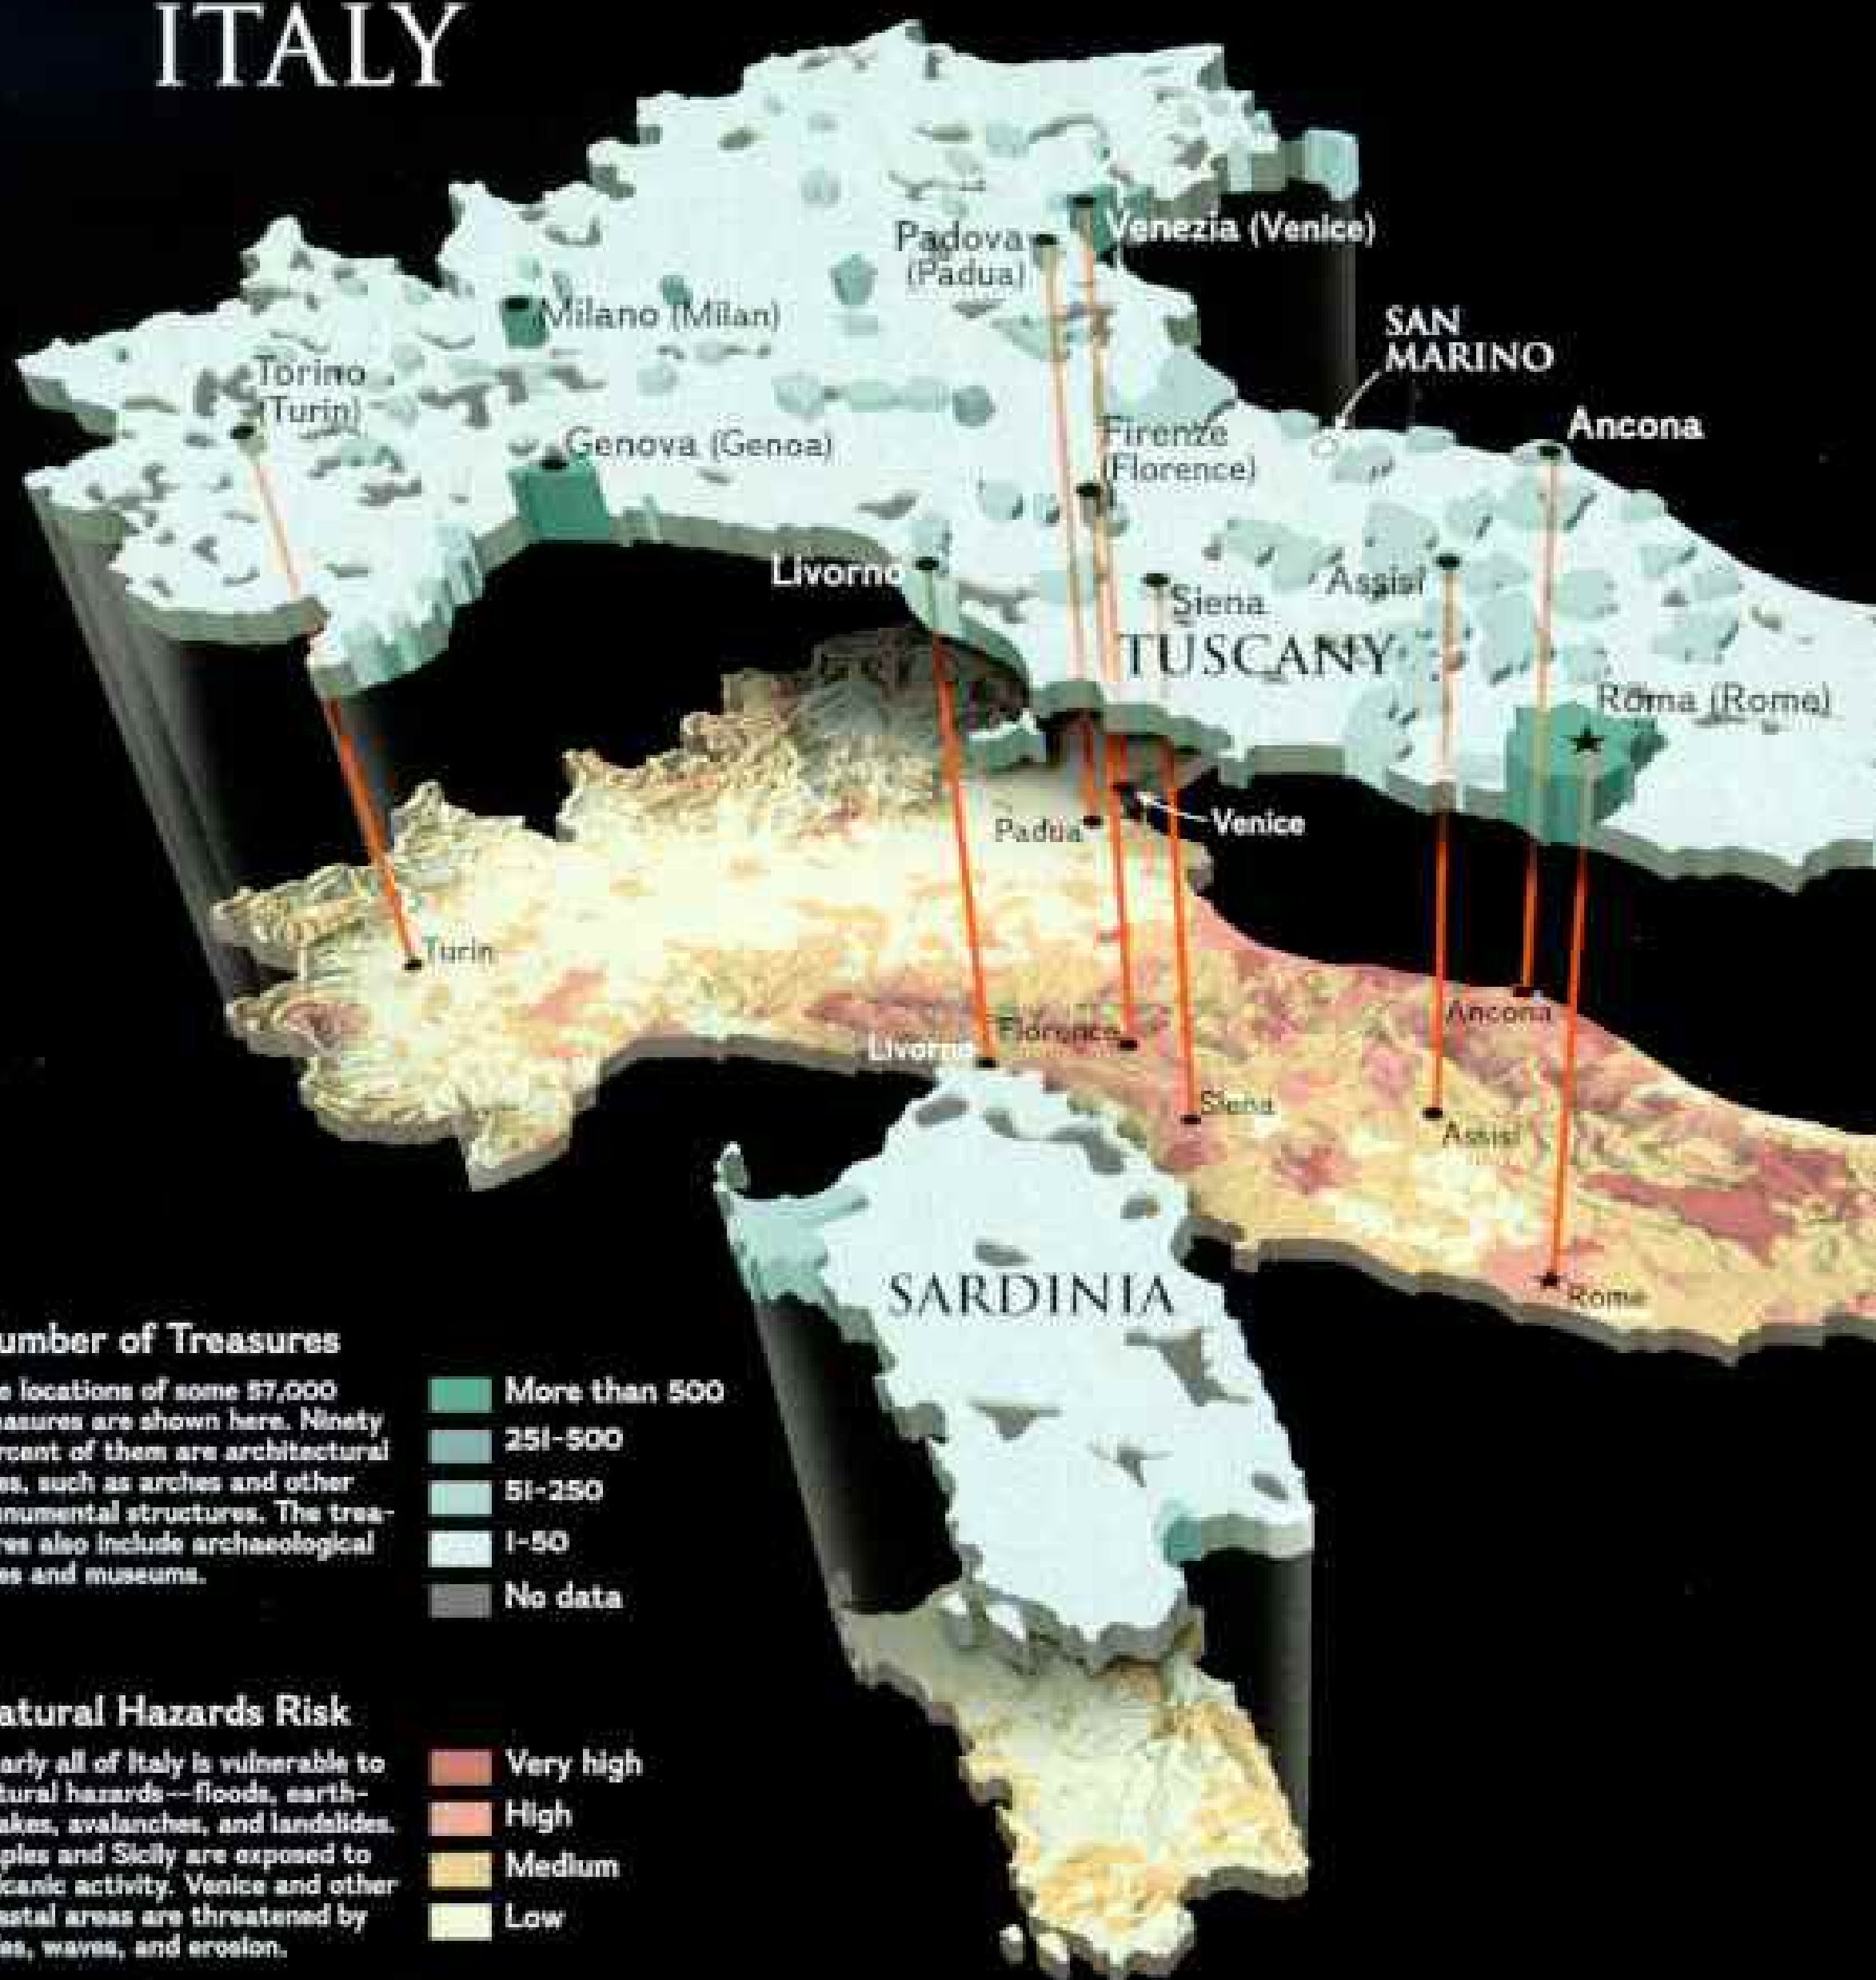 ITALY
Padova
(Padua)
Venezia (Venice)
Milano (Milan)
SAN
MARINO
Torino
(Turin)
Genova (Genoa)
Firenze
(Florence)
Ancona
Livorno
Siena
Assisi
TUSCANY
Roma (Rome)
Padua
Venice
Turin
Ancona
Livorno
Florence
Siena
Assisi
Rome
SARDINIA
umber of Treasures
e locations of some 57,000
easures are shown here. Ninety
rcent of them are architectural
es, such as arches and other
numental structures. The trea-
res also include archaeological
es and museums.
More than 500
251-500
51-250
1-50
No data
atural Hazards Risk
arly all of Italy is vulnerable to
tural hazards—floods, earth-
akes, avalanches, and landslides.
ples and Sicily are exposed to
lcanic activity. Venice and other
astal areas are threatened by
es, waves, and erosion.
Very high
High
Medium
Low